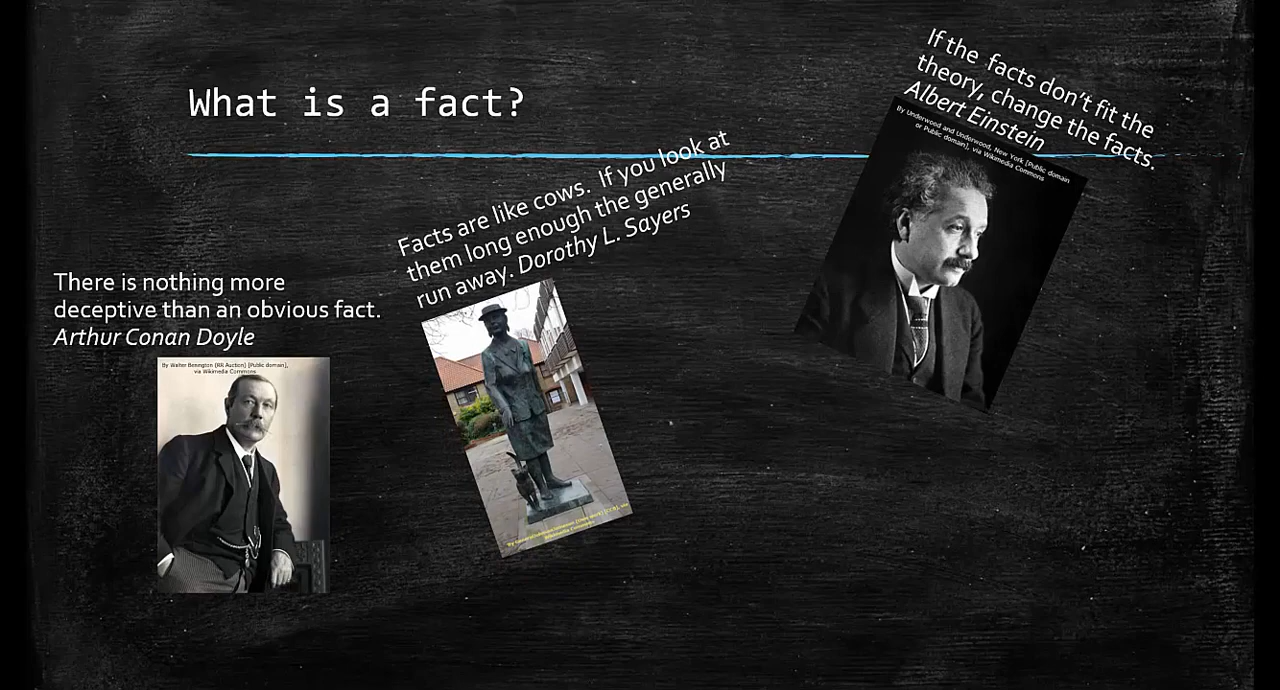 What is a fact?
If the facts don't fit the
theory, change the facts.
Albert Einstein
By Underwood and Underwood, New York [Public domain
or Public domain], via Wikimedia Commons
Facts are like cows. If you look at
them long enough the generally
run away. Dorothy L. Sayers
There is nothing more
deceptive than an obvious fact.
Arthur Conan Doyle
By Walter Benington (RR Auction) [Public domain],
via Wikimedia Commons
Wikimedia Commons